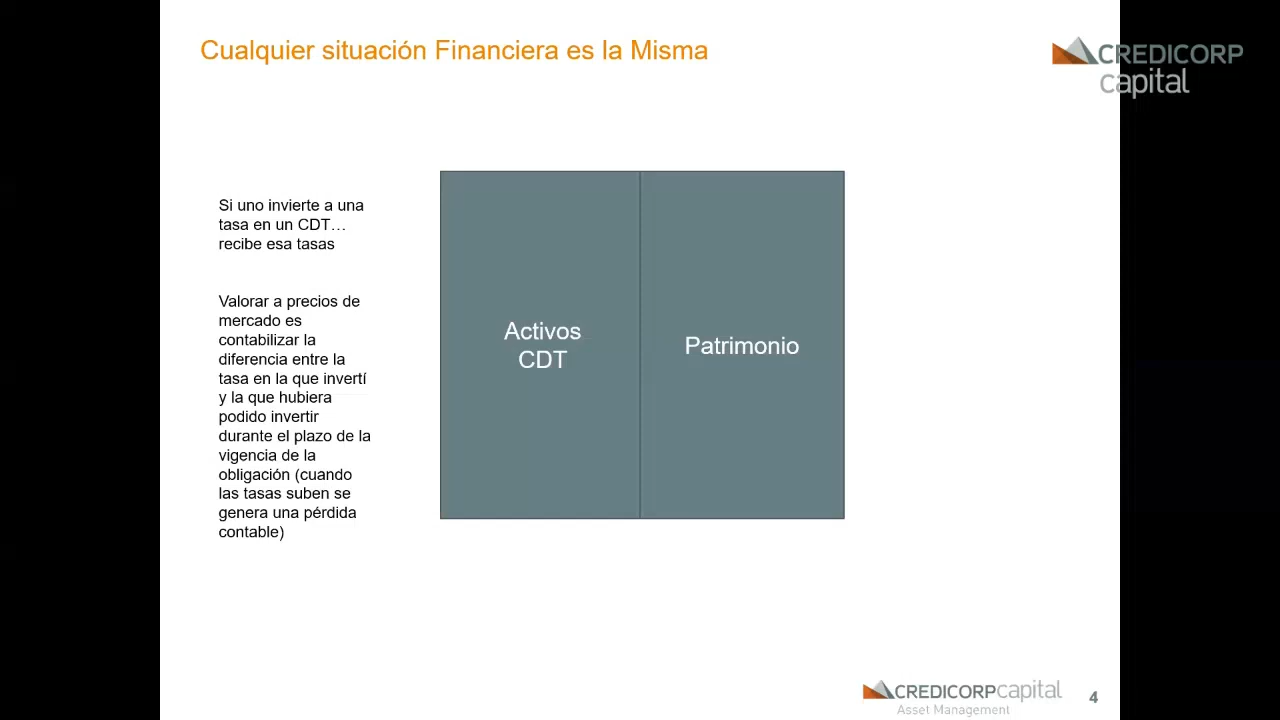 Cualquier situación Financiera es la Misma
CREDICORP
capital
Si uno invierte a una
tasa en un CDT…
recibe esa tasas
Valorar a precios de
mercado es
contabilizar la
diferencia entre la
tasa en la que invertí
y la que hubiera
podido invertir
durante el plazo de la
vigencia de la
obligación (cuando
las tasas suben se
genera una pérdida
contable)
Activos
CDT
Patrimonio
CREDICORPcapital
Asset Management
4